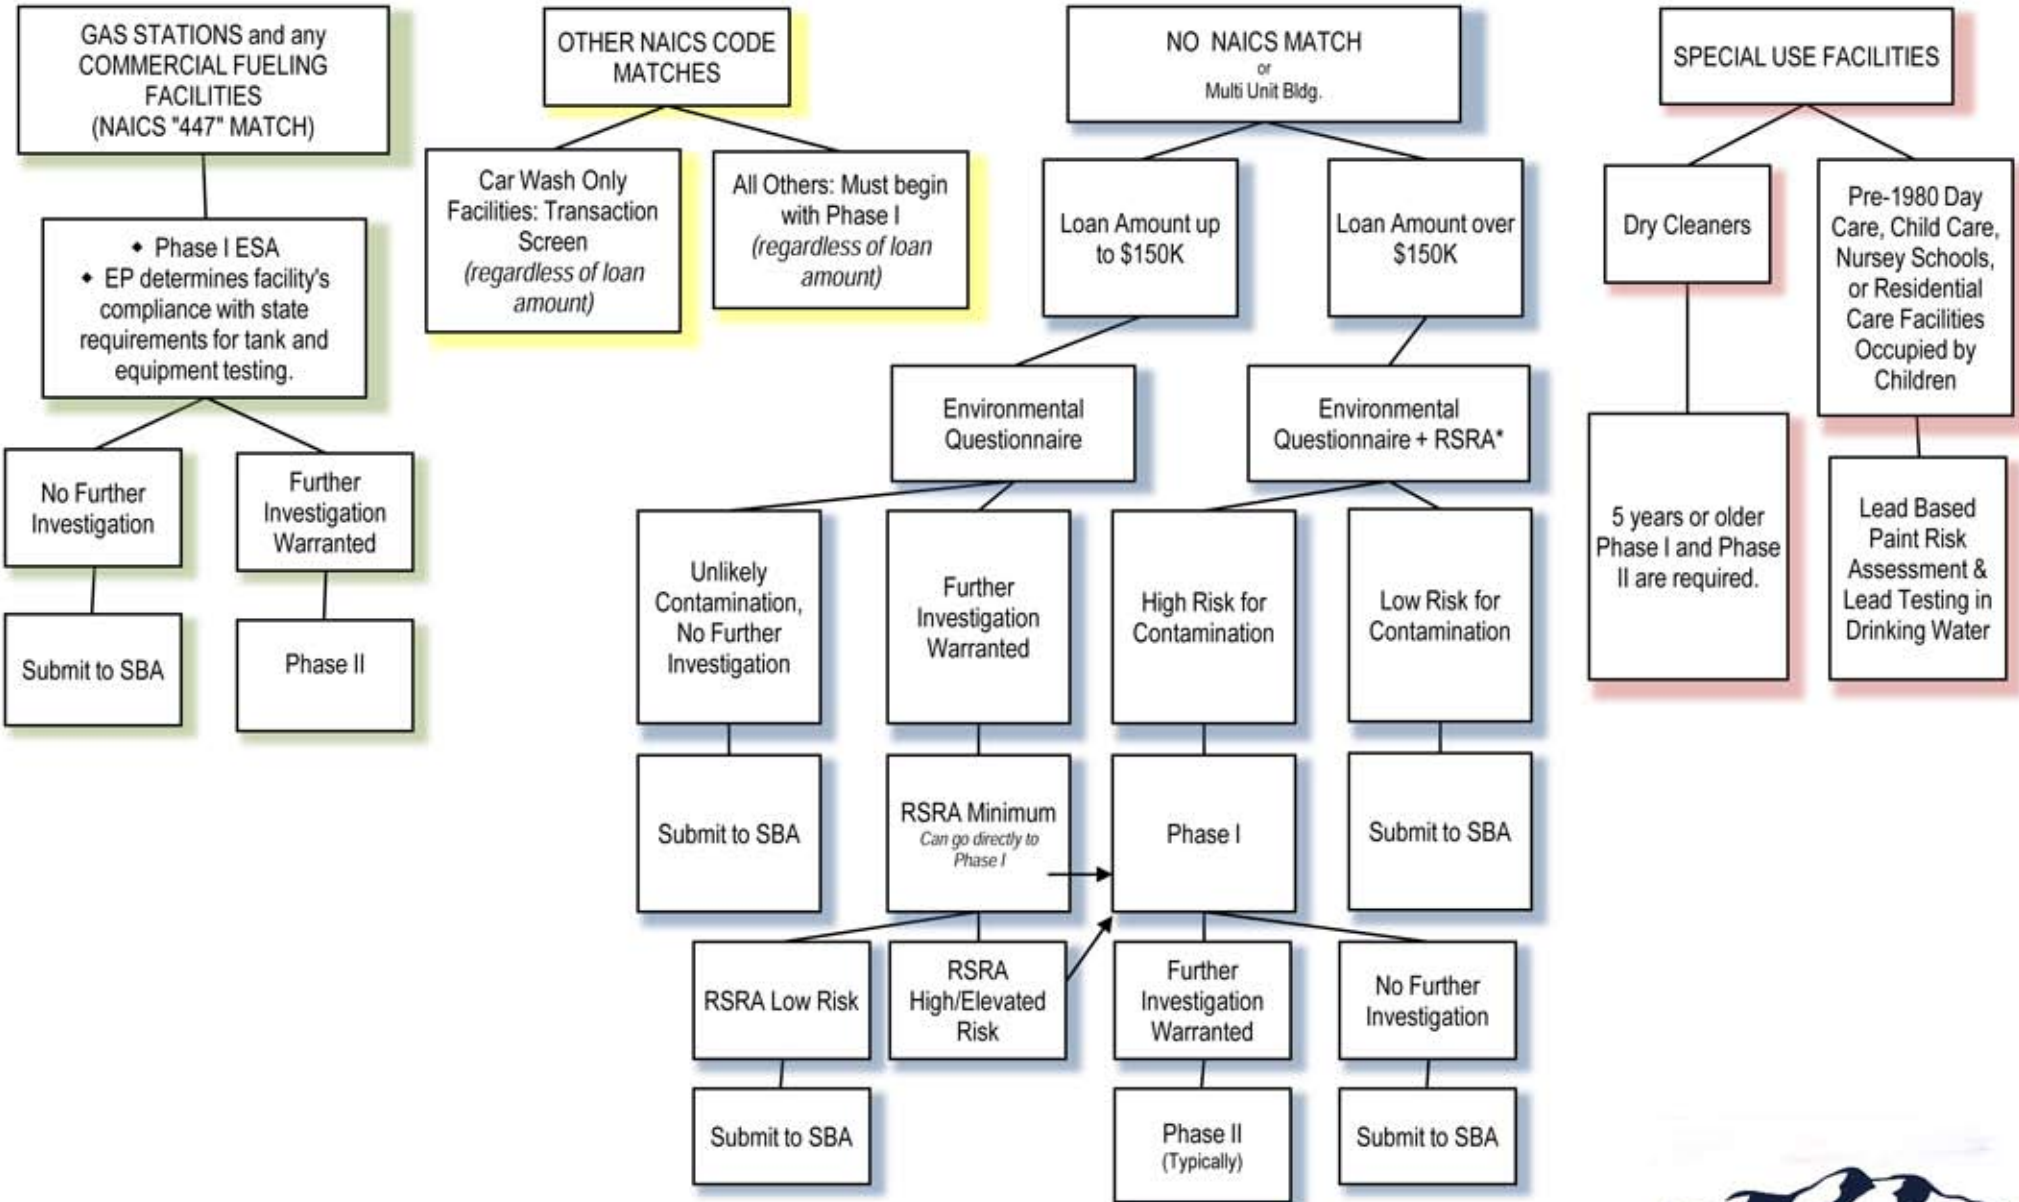 GAS STATIONS and any
COMMERCIAL FUELING
FACILITIES
(NAICS "447" MATCH)
◆ Phase I ESA
◆ EP determines facility's
compliance with state
requirements for tank and
equipment testing.
No Further
Investigation
Further
Investigation
Warranted
Submit to SBA
Phase II
OTHER NAICS CODE
MATCHES
Car Wash Only
Facilities: Transaction
Screen
(regardless of loan
amount)
All Others: Must begin
with Phase I
(regardless of loan
amount)
NO NAICS MATCH
or
Multi Unit Bldg.
Loan Amount up
to $150K
Loan Amount over
$150K
Environmental
Questionnaire
Environmental
Questionnaire + RSRA*
Unlikely
Contamination,
No Further
Investigation
Further
Investigation
Warranted
High Risk for
Contamination
Low Risk for
Contamination
Submit to SBA
RSRA Minimum
Can go directly to
Phase I
Phase I
Submit to SBA
RSRA Low Risk
RSRA
High/Elevated
Risk
Further
Investigation
Warranted
No Further
Investigation
Submit to SBA
Phase II
(Typically)
Submit to SBA
SPECIAL USE FACILITIES
Dry Cleaners
Pre-1980 Day
Care, Child Care,
Nursey Schools,
or Residential
Care Facilities
Occupied by
Children
5 years or older
Phase I and Phase
II are required.
Lead Based
Paint Risk
Assessment &
Lead Testing in
Drinking Water